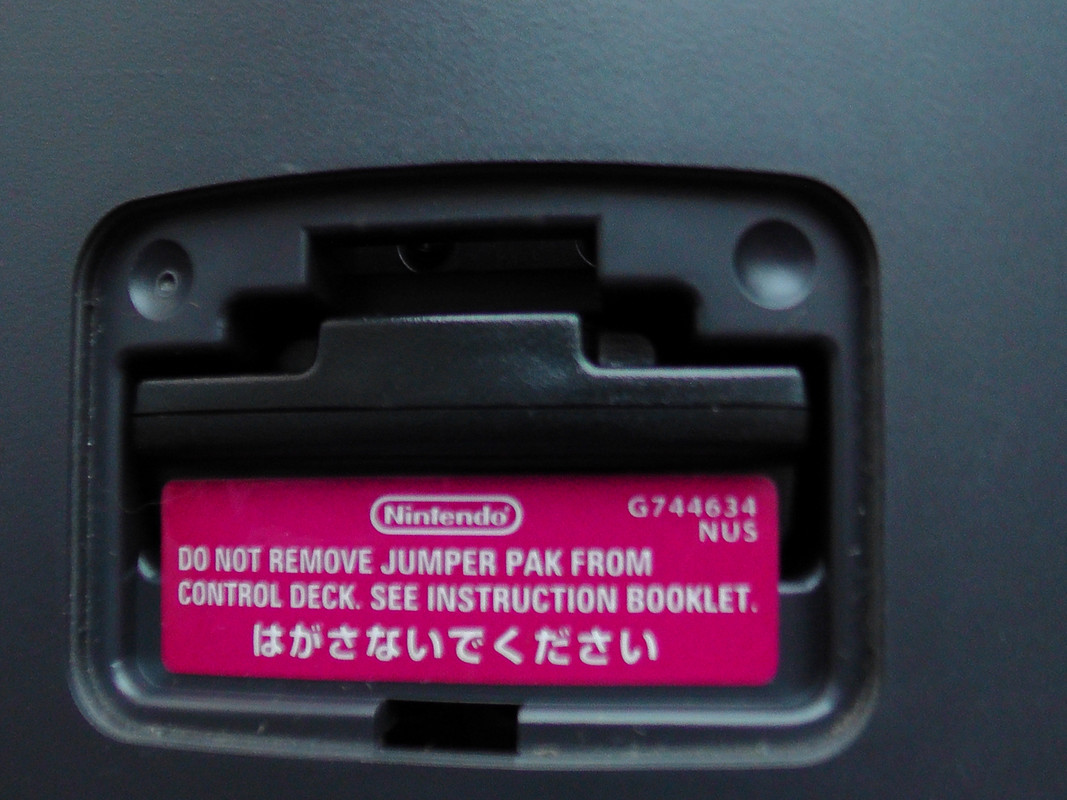 Nintendo
G744634
NUS
DO NOT REMOVE JUMPER PAK FROM
CONTROL DECK. SEE INSTRUCTION BOOKLET.
はがさないでください